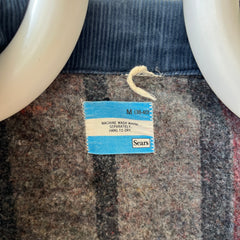 M (38-40)
MACHINE WASH WARM
SEPARATELY
HANG TO DRY
Sears